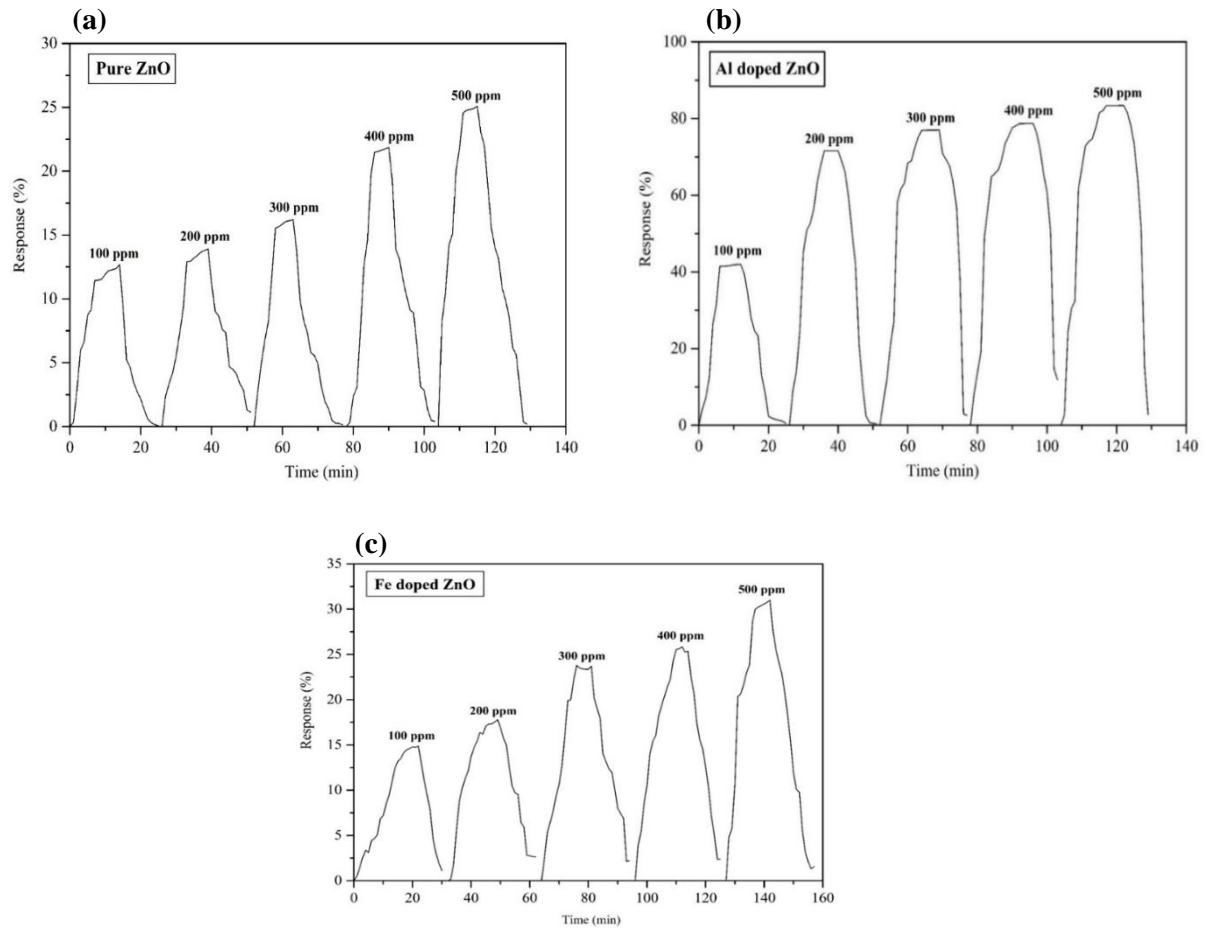 (a)
Pure ZnO
30
25
20
15
10
5
0
Response (%)
100 ppm
200 ppm
300 ppm
400 ppm
500 ppm
0 20 40 60 80 100 120 140
Time (min)
(b)
Al doped ZnO
100
80
60
40
20
0
Response (%)
100 ppm
200 ppm
300 ppm
400 ppm
500 ppm
0 20 40 60 80 100 120 140
Time (min)
(c)
Fe doped ZnO
35
30
25
20
15
10
5
0
Response (%)
100 ppm
200 ppm
300 ppm
400 ppm
500 ppm
0 20 40 60 80 100 120 140 160
Time (min)